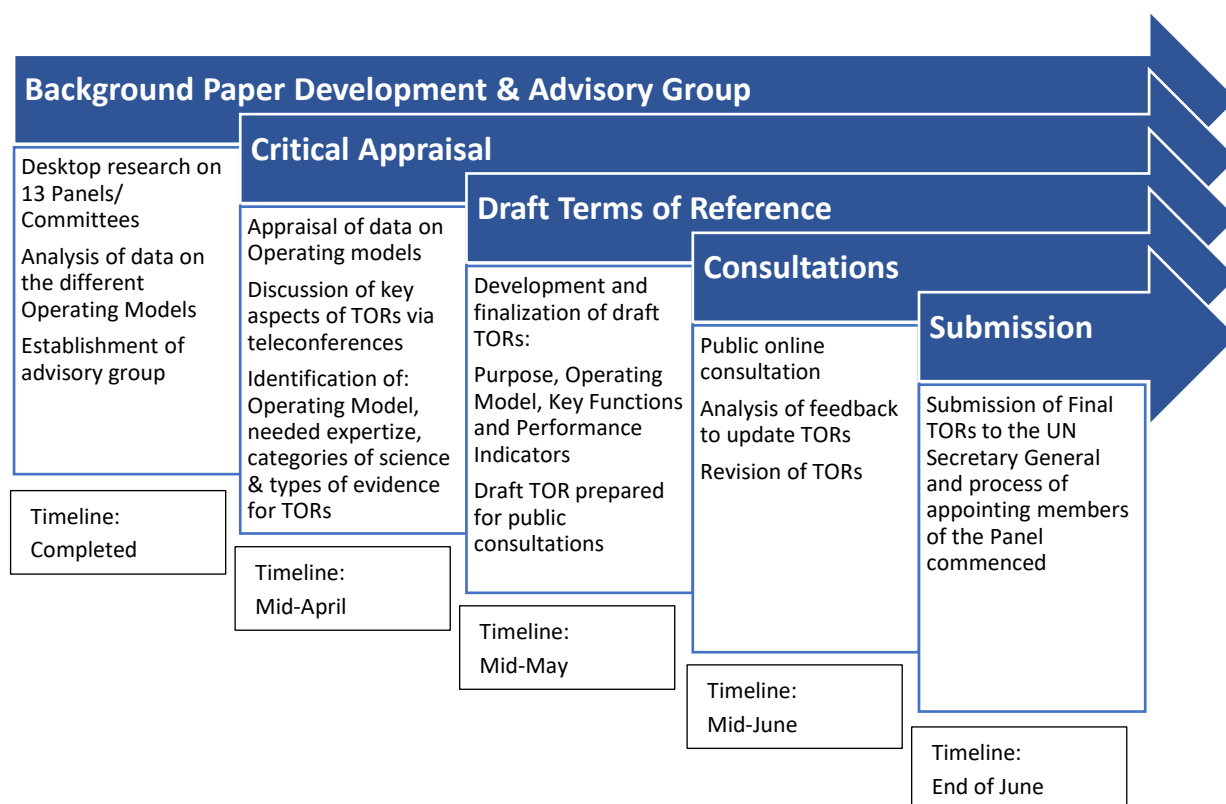 Background Paper Development & Advisory Group
Desktop research on
13 Panels/
Committees
Analysis of data on
the different
Operating Models
Establishment of
advisory group
Timeline:
Completed
Critical Appraisal
Appraisal of data on
Operating models
Discussion of key
aspects of TORs via
teleconferences
Identification of:
Operating Model,
needed expertize,
categories of science
& types of evidence
for TORs
Timeline:
Mid-April
Draft Terms of Reference
Development and
finalization of draft
TORs:
Purpose, Operating
Model, Key Functions
and Performance
Indicators
Draft TOR prepared
for public
consultations
Timeline:
Mid-May
Consultations
Public online
consultation
Analysis of feedback
to update TORs
Revision of TORs
Timeline:
Mid-June
Submission
Submission of Final
TORs to the UN
Secretary General
and process of
appointing members
of the Panel
commenced
Timeline:
End of June